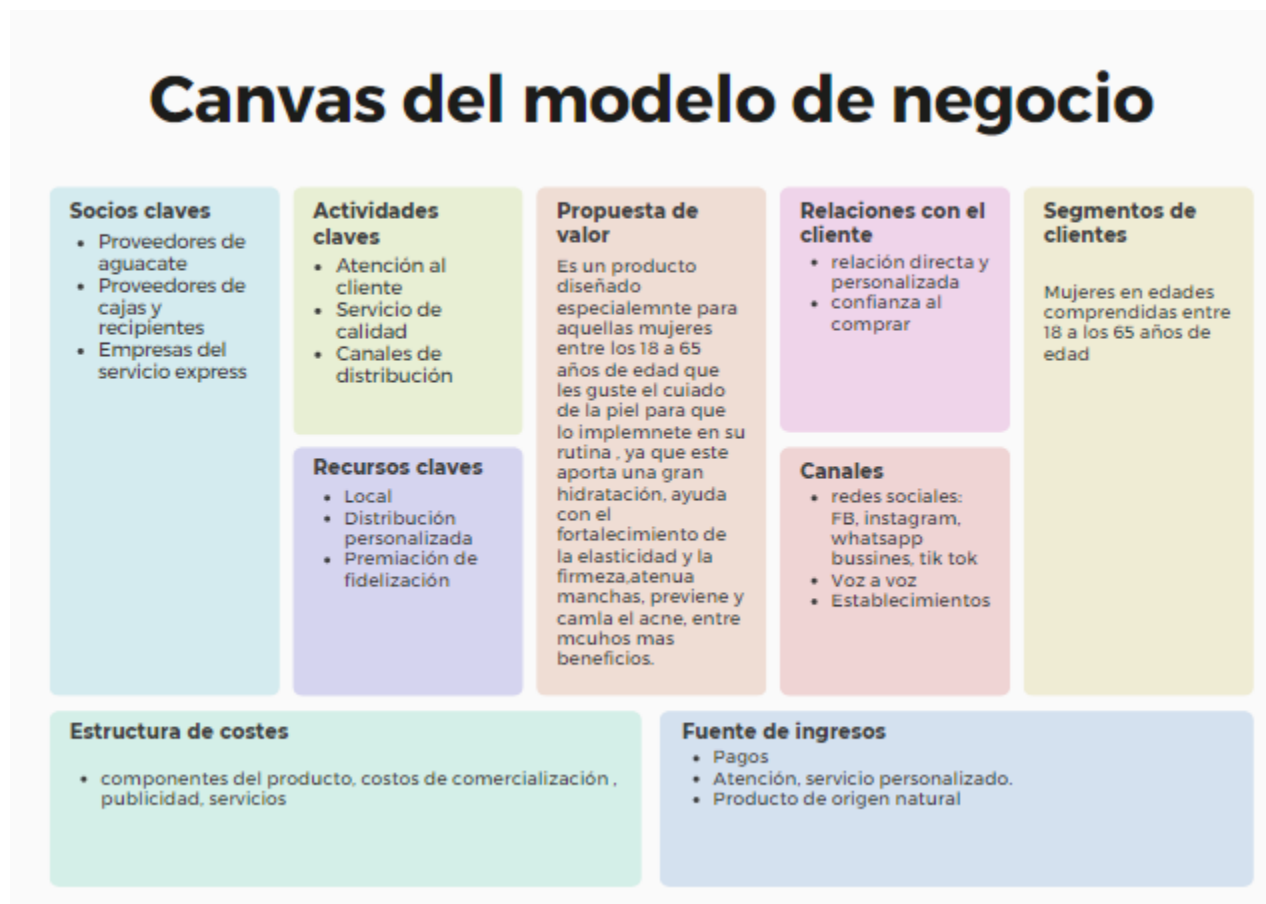 Canvas del modelo de negocio
Socios claves
• Proveedores de
aguacate
• Proveedores de
cajas y
recipientes
• Empresas del
servicio express
Actividades
claves
• Atención al
cliente
• Servicio de
calidad
• Canales de
distribución
Recursos claves
• Local
• Distribución
personalizada
• Premiación de
fidelización
Propuesta de
valor
Es un producto
diseñado
especialemnte para
aquellas mujeres
entre los 18 a 65
años de edad que
les guste el cuiado
de la piel para que
lo implemnete en su
rutina , ya que este
aporta una gran
hidratación, ayuda
con el
fortalecimiento de
la elasticidad y la
firmeza,atenua
manchas, previene y
camla el acne, entre
mcuhos mas
beneficios.
Relaciones con el
cliente
• relación directa y
personalizada
• confianza al
comprar
Canales
• redes sociales:
FB, instagram,
whatsapp
bussines, tik tok
• Voz a voz
• Establecimientos
Segmentos de
clientes
Mujeres en edades
comprendidas entre
18 a los 65 años de
edad
Estructura de costes
• componentes del producto, costos de comercialización ,
publicidad, servicios
Fuente de ingresos
• Pagos
• Atención, servicio personalizado.
• Producto de origen natural